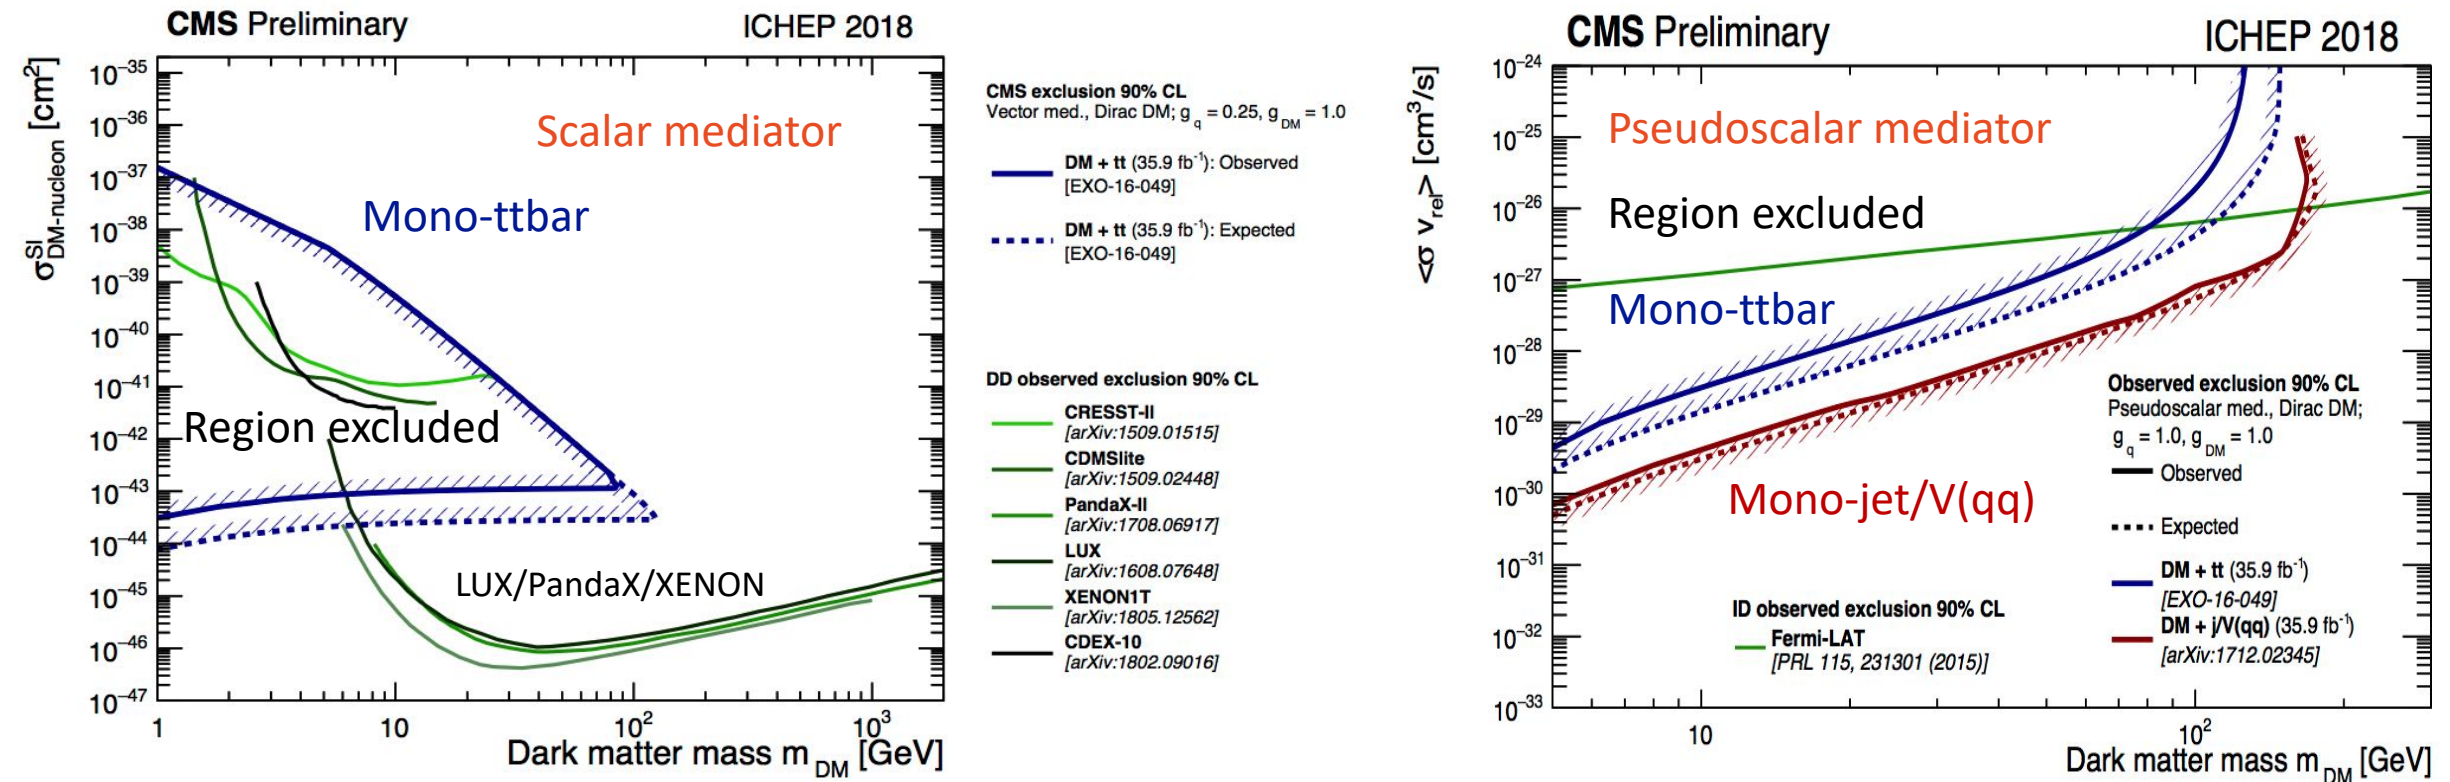 CMS Preliminary ICHEP 2018
σ^SI_DM-nucleon [cm²]
10⁻³⁵
10⁻³⁶
10⁻³⁷
10⁻³⁸
10⁻³⁹
10⁻⁴⁰
10⁻⁴¹
10⁻⁴²
10⁻⁴³
10⁻⁴⁴
10⁻⁴⁵
10⁻⁴⁶
10⁻⁴⁷
Scalar mediator
Mono-ttbar
Region excluded
LUX/PandaX/XENON
1 10 10² 10³
Dark matter mass m_DM [GeV]
CMS exclusion 90% CL
Vector med., Dirac DM; g_q = 0.25, g_DM = 1.0
DM + tt (35.9 fb⁻¹): Observed
[EXO-16-049]
DM + tt (35.9 fb⁻¹): Expected
[EXO-16-049]
DD observed exclusion 90% CL
CRESST-II
[arXiv:1509.01515]
CDMSlite
[arXiv:1509.02448]
PandaX-II
[arXiv:1708.06917]
LUX
[arXiv:1608.07648]
XENON1T
[arXiv:1805.12562]
CDEX-10
[arXiv:1802.09016]
CMS Preliminary ICHEP 2018
<σ v_rel> [cm³/s]
10⁻²⁴
10⁻²⁵
10⁻²⁶
10⁻²⁷
10⁻²⁸
10⁻²⁹
10⁻³⁰
10⁻³¹
10⁻³²
10⁻³³
Pseudoscalar mediator
Region excluded
Mono-ttbar
Mono-jet/V(qq)
Observed exclusion 90% CL
Pseudoscalar med., Dirac DM;
g_q = 1.0, g_DM = 1.0
Observed
Expected
DM + tt (35.9 fb⁻¹)
[EXO-16-049]
DM + j/V(qq) (35.9 fb⁻¹)
[arXiv:1712.02345]
ID observed exclusion 90% CL
Fermi-LAT
[PRL 115, 231301 (2015)]
10 10²
Dark matter mass m_DM [GeV]